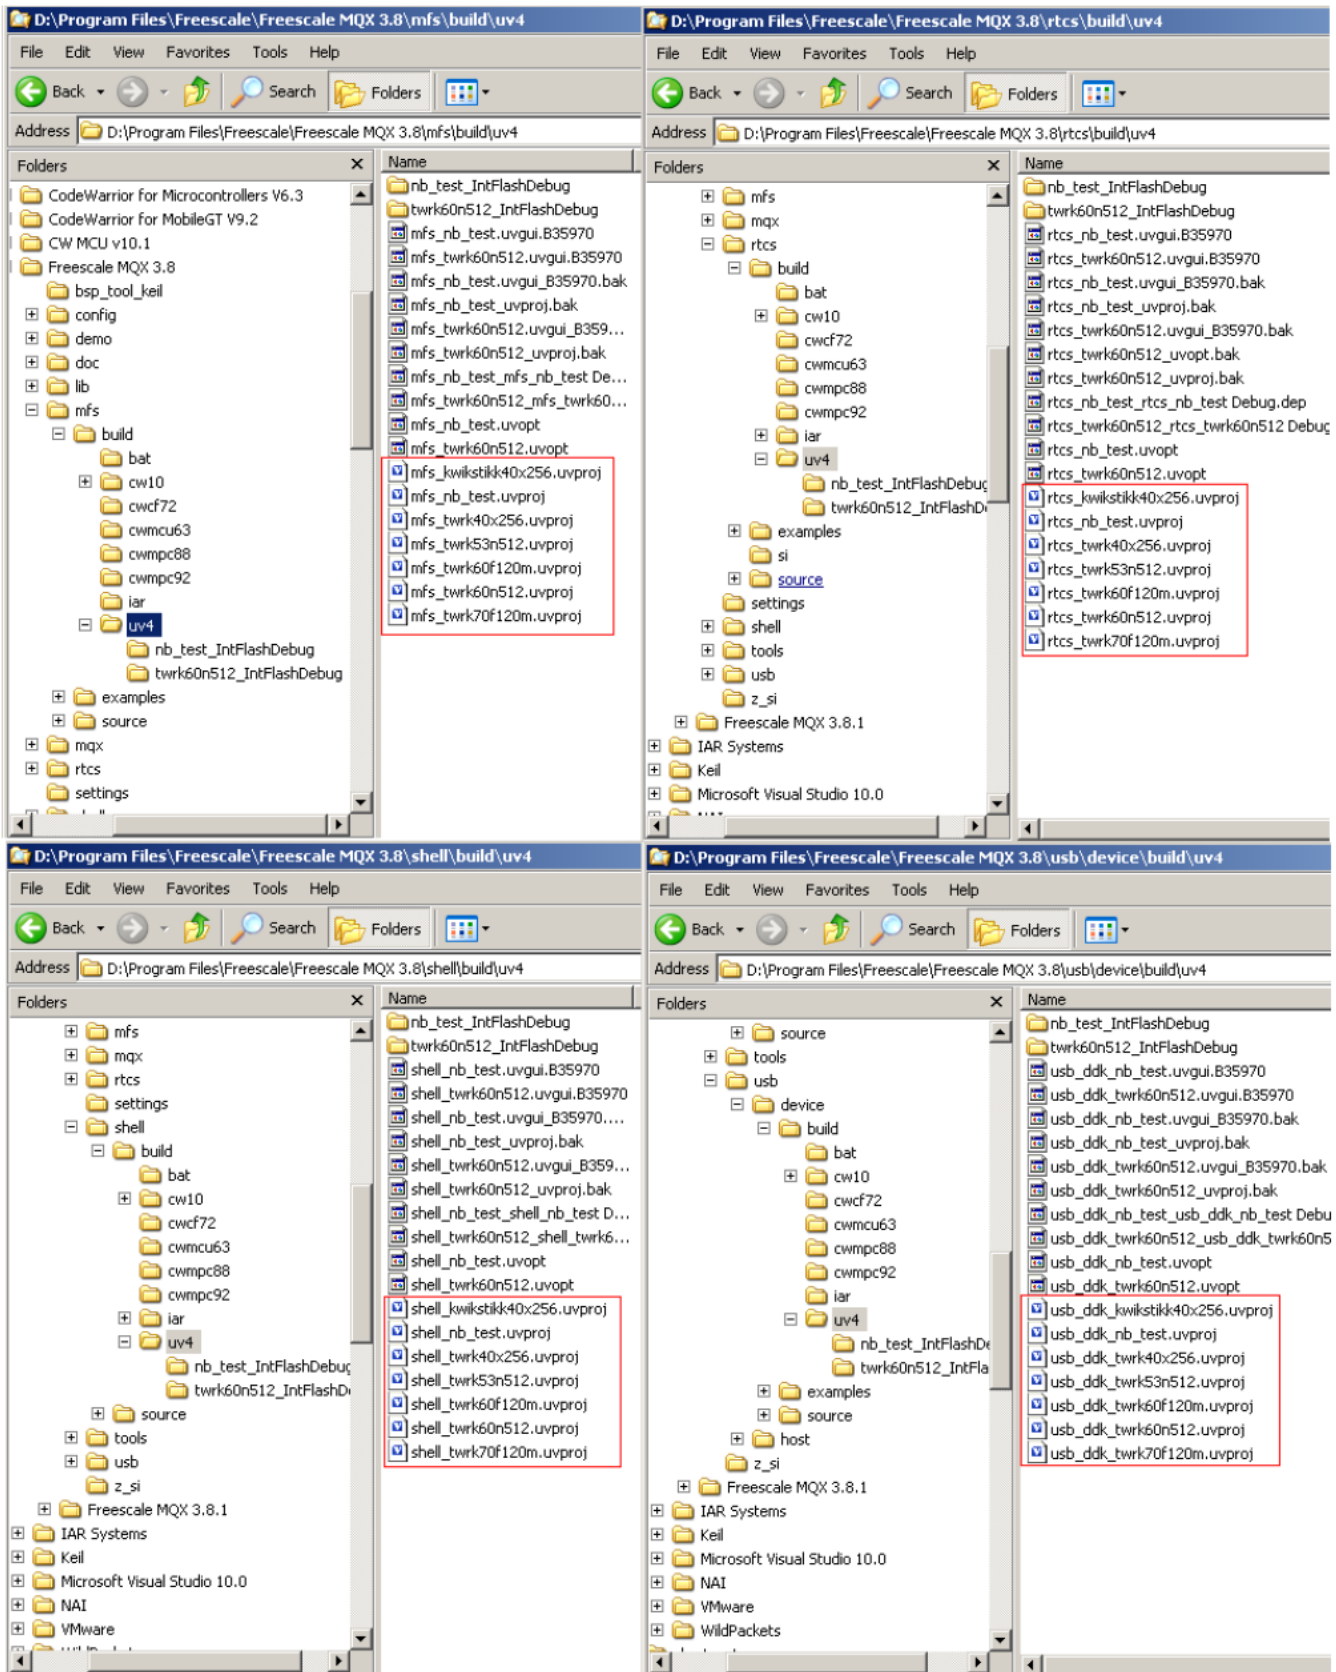 D:\Program Files\Freescale\Freescale MQX 3.8\mfs\build\uv4
File Edit View Favorites Tools Help
Back Search Folders
Address D:\Program Files\Freescale\Freescale MQX 3.8\mfs\build\uv4
Folders
CodeWarrior for Microcontrollers V6.3
CodeWarrior for MobileGT V9.2
CW MCU v10.1
Freescale MQX 3.8
bsp_tool_keil
config
demo
doc
lib
mfs
build
bat
cw10
cwcf72
cwmcu63
cwmpc88
cwmpc92
iar
uv4
nb_test_IntFlashDebug
twrk60n512_IntFlashDebug
examples
source
mqx
rtcs
settings
Name
nb_test_IntFlashDebug
twrk60n512_IntFlashDebug
mfs_nb_test.uvgui.B35970
mfs_twrk60n512.uvgui.B35970
mfs_nb_test.uvgui_B35970.bak
mfs_nb_test_uvproj.bak
mfs_twrk60n512.uvgui_B359...
mfs_twrk60n512_uvproj.bak
mfs_nb_test_mfs_nb_test De...
mfs_twrk60n512_mfs_twrk60...
mfs_nb_test.uvopt
mfs_twrk60n512.uvopt
mfs_kwikstikk40x256.uvproj
mfs_nb_test.uvproj
mfs_twrk40x256.uvproj
mfs_twrk53n512.uvproj
mfs_twrk60f120m.uvproj
mfs_twrk60n512.uvproj
mfs_twrk70f120m.uvproj
D:\Program Files\Freescale\Freescale MQX 3.8\rtcs\build\uv4
File Edit View Favorites Tools Help
Back Search Folders
Address D:\Program Files\Freescale\Freescale MQX 3.8\rtcs\build\uv4
Folders
mfs
mqx
rtcs
build
bat
cw10
cwcf72
cwmcu63
cwmpc88
cwmpc92
iar
uv4
nb_test_IntFlashDebug
twrk60n512_IntFlashD
examples
si
source
settings
shell
tools
usb
z_si
Freescale MQX 3.8.1
IAR Systems
Keil
Microsoft Visual Studio 10.0
Name
nb_test_IntFlashDebug
twrk60n512_IntFlashDebug
rtcs_nb_test.uvgui.B35970
rtcs_twrk60n512.uvgui.B35970
rtcs_nb_test.uvgui_B35970.bak
rtcs_nb_test_uvproj.bak
rtcs_twrk60n512.uvgui_B35970.bak
rtcs_twrk60n512_uvopt.bak
rtcs_twrk60n512_uvproj.bak
rtcs_nb_test_rtcs_nb_test Debug.dep
rtcs_twrk60n512_rtcs_twrk60n512 Debug
rtcs_nb_test.uvopt
rtcs_twrk60n512.uvopt
rtcs_kwikstikk40x256.uvproj
rtcs_nb_test.uvproj
rtcs_twrk40x256.uvproj
rtcs_twrk53n512.uvproj
rtcs_twrk60f120m.uvproj
rtcs_twrk60n512.uvproj
rtcs_twrk70f120m.uvproj
D:\Program Files\Freescale\Freescale MQX 3.8\shell\build\uv4
File Edit View Favorites Tools Help
Back Search Folders
Address D:\Program Files\Freescale\Freescale MQX 3.8\shell\build\uv4
Folders
mfs
mqx
rtcs
settings
shell
build
bat
cw10
cwcf72
cwmcu63
cwmpc88
cwmpc92
iar
uv4
nb_test_IntFlashDebug
twrk60n512_IntFlashD
source
tools
usb
z_si
Freescale MQX 3.8.1
IAR Systems
Keil
Microsoft Visual Studio 10.0
NAI
VMware
Name
nb_test_IntFlashDebug
twrk60n512_IntFlashDebug
shell_nb_test.uvgui.B35970
shell_twrk60n512.uvgui.B35970
shell_nb_test.uvgui_B35970....
shell_nb_test_uvproj.bak
shell_twrk60n512.uvgui_B359...
shell_twrk60n512_uvproj.bak
shell_nb_test_shell_nb_test D...
shell_twrk60n512_shell_twrk6...
shell_nb_test.uvopt
shell_twrk60n512.uvopt
shell_kwikstikk40x256.uvproj
shell_nb_test.uvproj
shell_twrk40x256.uvproj
shell_twrk53n512.uvproj
shell_twrk60f120m.uvproj
shell_twrk60n512.uvproj
shell_twrk70f120m.uvproj
D:\Program Files\Freescale\Freescale MQX 3.8\usb\device\build\uv4
File Edit View Favorites Tools Help
Back Search Folders
Address D:\Program Files\Freescale\Freescale MQX 3.8\usb\device\build\uv4
Folders
source
tools
usb
device
build
bat
cw10
cwcf72
cwmcu63
cwmpc88
cwmpc92
iar
uv4
nb_test_IntFlashDe
twrk60n512_IntFla
examples
source
host
z_si
Freescale MQX 3.8.1
IAR Systems
Keil
Microsoft Visual Studio 10.0
NAI
VMware
WildPackets
Name
nb_test_IntFlashDebug
twrk60n512_IntFlashDebug
usb_ddk_nb_test.uvgui.B35970
usb_ddk_twrk60n512.uvgui.B35970
usb_ddk_nb_test.uvgui_B35970.bak
usb_ddk_nb_test_uvproj.bak
usb_ddk_twrk60n512.uvgui_B35970.bak
usb_ddk_twrk60n512_uvproj.bak
usb_ddk_nb_test_usb_ddk_nb_test Debu
usb_ddk_twrk60n512_usb_ddk_twrk60n5
usb_ddk_nb_test.uvopt
usb_ddk_twrk60n512.uvopt
usb_ddk_kwikstikk40x256.uvproj
usb_ddk_nb_test.uvproj
usb_ddk_twrk40x256.uvproj
usb_ddk_twrk53n512.uvproj
usb_ddk_twrk60f120m.uvproj
usb_ddk_twrk60n512.uvproj
usb_ddk_twrk70f120m.uvproj